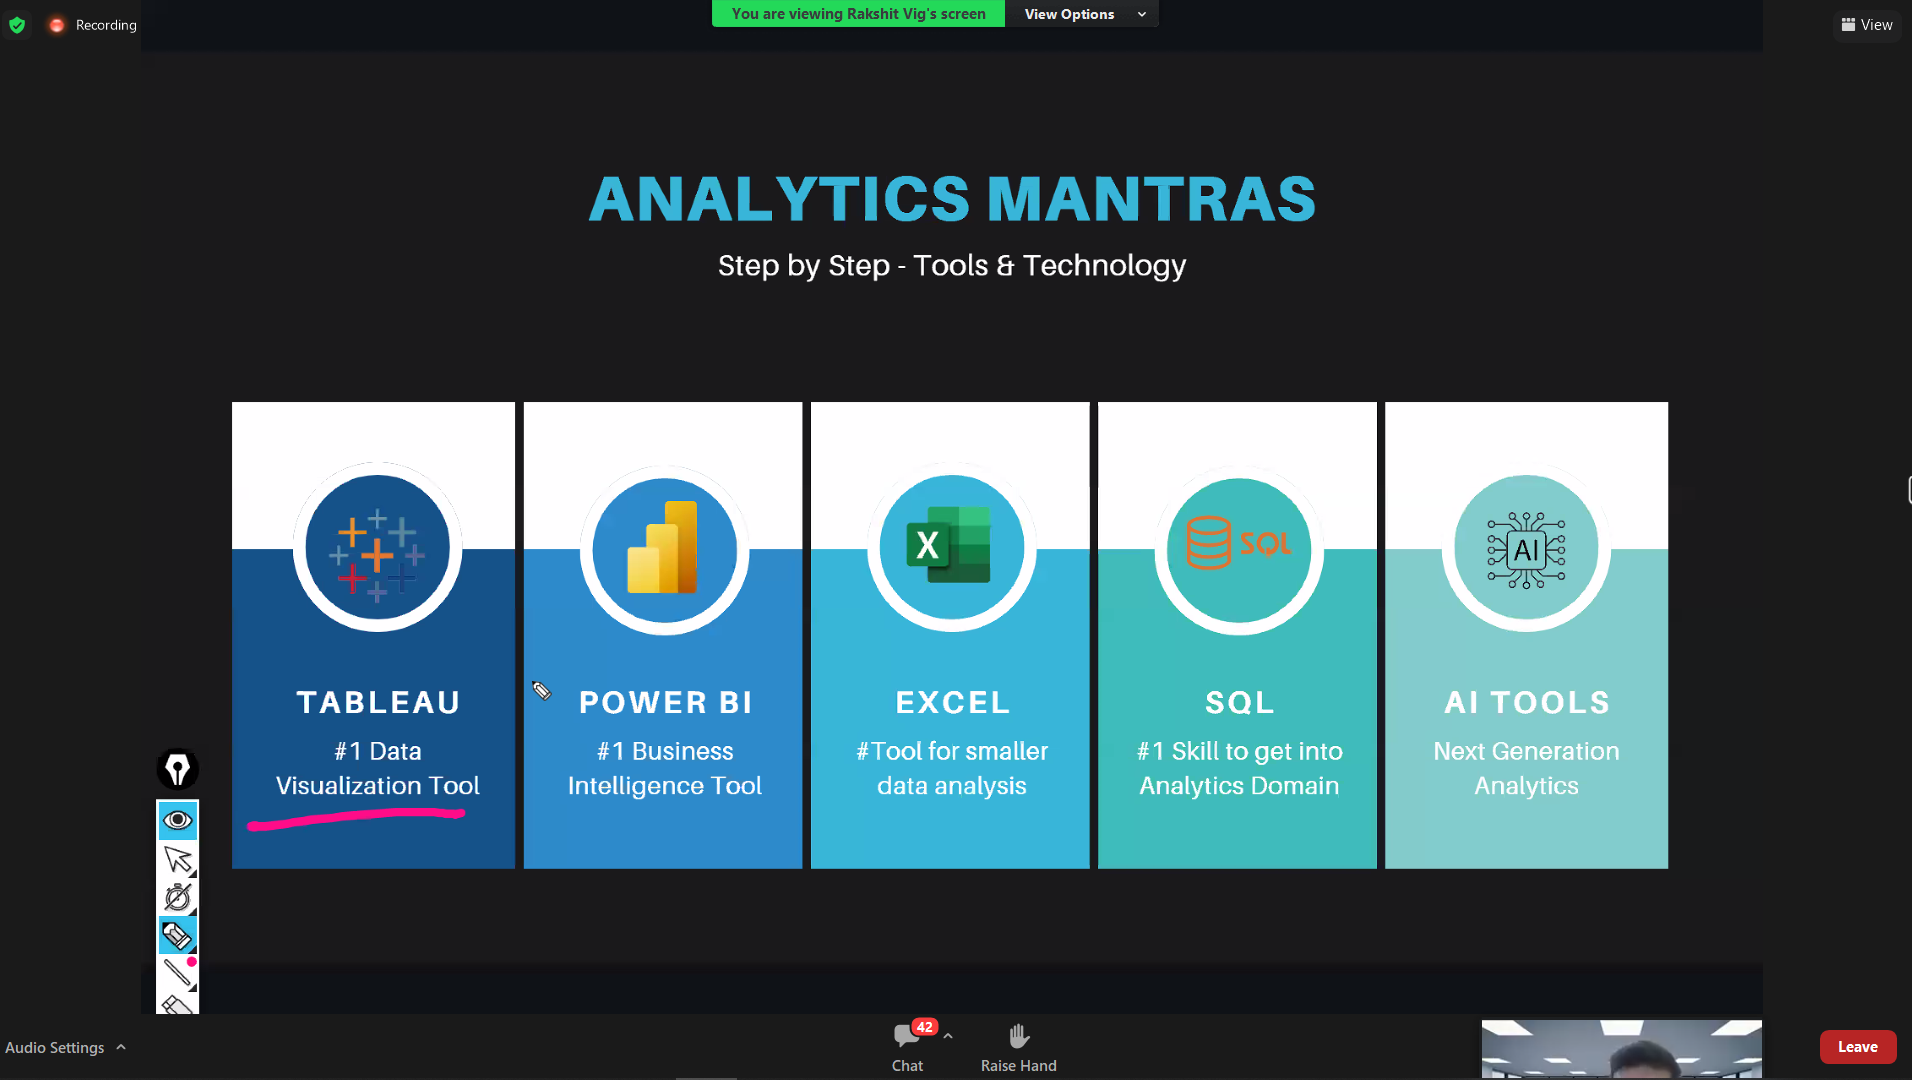 Recording
You are viewing Rakshit Vig's screen
View Options
View
ANALYTICS MANTRAS
Step by Step - Tools & Technology
X
SQL
AI
TABLEAU
#1 Data
Visualization Tool
POWER BI
#1 Business
Intelligence Tool
EXCEL
#Tool for smaller
data analysis
SQL
#1 Skill to get into
Analytics Domain
AI TOOLS
Next Generation
Analytics
Audio Settings
42
Chat
Raise Hand
Leave